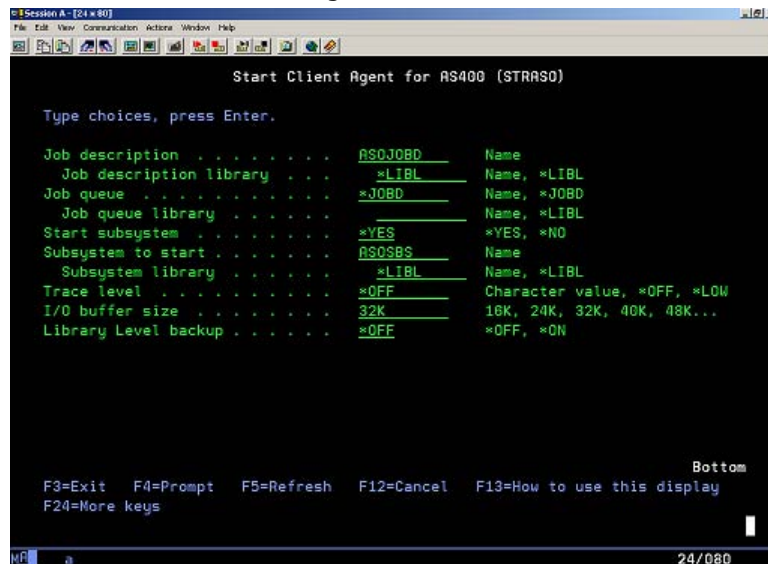 Session A - [24 x 80]
File Edit View Communication Actions Window Help
Start Client Agent for AS400 (STRASO)
Type choices, press Enter.
Job description . . . . . . . . ASOJOBD Name
Job description library . . . *LIBL Name, *LIBL
Job queue . . . . . . . . . . . *JOBD Name, *JOBD
Job queue library . . . . . . Name, *LIBL
Start subsystem . . . . . . . . *YES *YES, *NO
Subsystem to start . . . . . . . ASOSBS Name
Subsystem library . . . . . . *LIBL Name, *LIBL
Trace level . . . . . . . . . . *OFF Character value, *OFF, *LOW
I/O buffer size . . . . . . . . 32K 16K, 24K, 32K, 40K, 48K...
Library Level backup . . . . . . *OFF *OFF, *ON
Bottom
F3=Exit F4=Prompt F5=Refresh F12=Cancel F13=How to use this display
F24=More keys
MA a 24/080